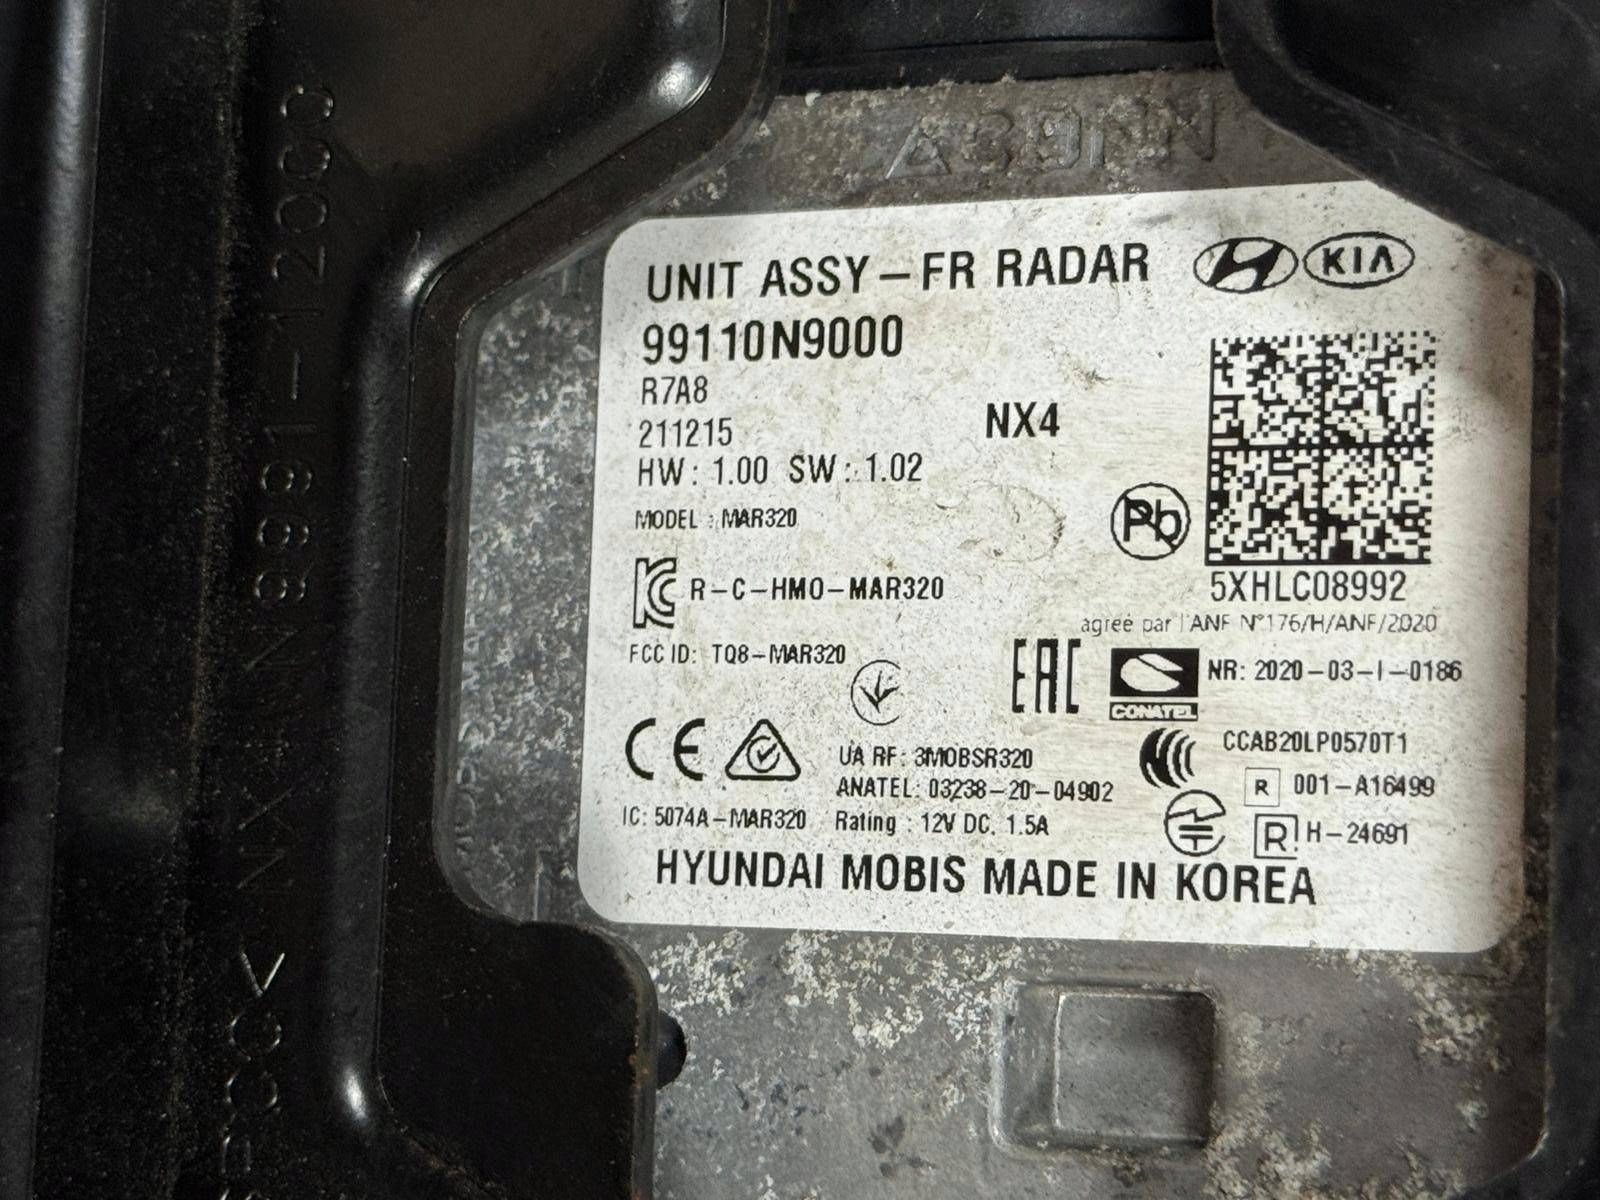 UNIT ASSY-FR RADAR
KIA
99110N9000
R7A8
211215
NX4
HW: 1.00 SW: 1.02
MODEL: MAR320
Pb
5XHLC08992
R-C-HMO-MAR320
agréé par l'ANF N°176/H/ANF/2020
FCC ID: TQ8-MAR320
EAC
NR: 2020-03-I-0186
CONATEL
CE
UA RF: 3MOBSR320
CCAB20LP0570T1
ANATEL: 03238-20-04902
R 001-A16499
IC: 5074A-MAR320 Rating: 12V DC. 1.5A
R H-24691
HYUNDAI MOBIS MADE IN KOREA